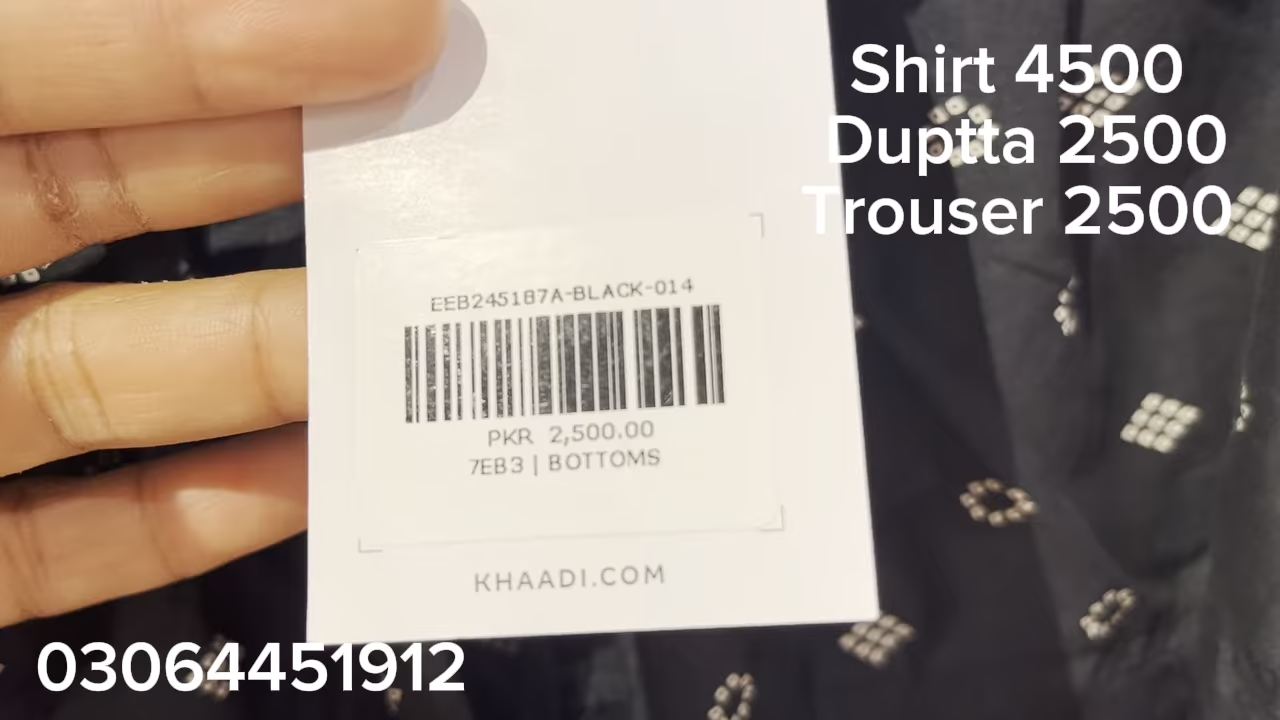 Shirt 4500
Duptta 2500
Trouser 2500
EEB245187A-BLACK-014
PKR 2,500.00
7EB3 | BOTTOMS
KHAADI.COM
03064451912